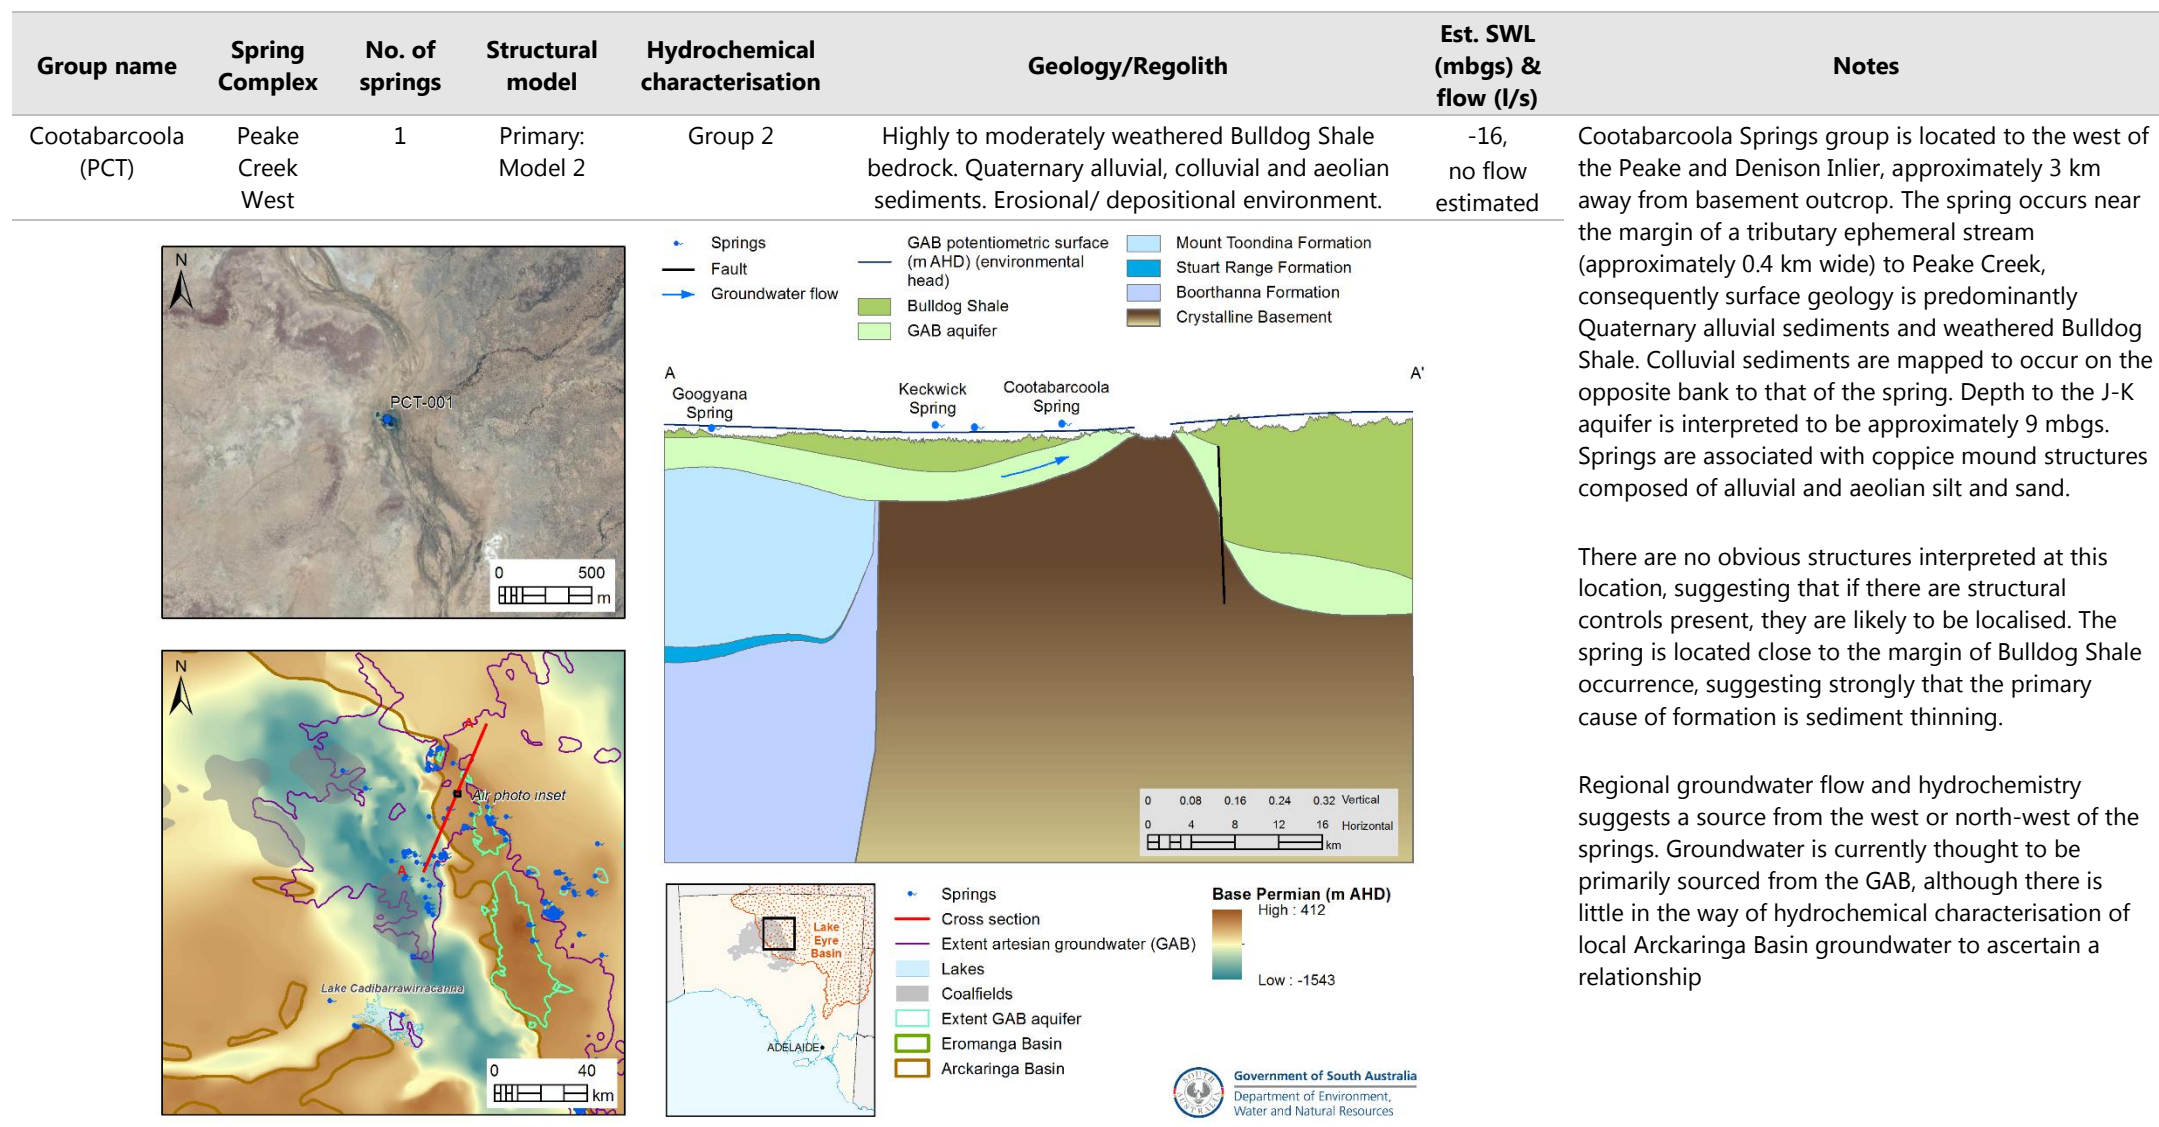 Group name
Spring
Complex
No. of
springs
Structural
model
Hydrochemical
characterisation
Geology/Regolith
Est. SWL
(mbgs) &
flow (l/s)
Notes
Cootabarcoola
(PCT)
Peake
Creek
West
1
Primary:
Model 2
Group 2
Highly to moderately weathered Bulldog Shale
bedrock. Quaternary alluvial, colluvial and aeolian
sediments. Erosional/ depositional environment.
-16,
no flow
estimated
Cootabarcoola Springs group is located to the west of
the Peake and Denison Inlier, approximately 3 km
away from basement outcrop. The spring occurs near
the margin of a tributary ephemeral stream
(approximately 0.4 km wide) to Peake Creek,
consequently surface geology is predominantly
Quaternary alluvial sediments and weathered Bulldog
Shale. Colluvial sediments are mapped to occur on the
opposite bank to that of the spring. Depth to the J-K
aquifer is interpreted to be approximately 9 mbgs.
Springs are associated with coppice mound structures
composed of alluvial and aeolian silt and sand.
There are no obvious structures interpreted at this
location, suggesting that if there are structural
controls present, they are likely to be localised. The
spring is located close to the margin of Bulldog Shale
occurrence, suggesting strongly that the primary
cause of formation is sediment thinning.
Regional groundwater flow and hydrochemistry
suggests a source from the west or north-west of the
springs. Groundwater is currently thought to be
primarily sourced from the GAB, although there is
little in the way of hydrochemical characterisation of
local Arckaringa Basin groundwater to ascertain a
relationship
N
PCT-001
0 500
m
Springs
Fault
Groundwater flow
GAB potentiometric surface
(m AHD) (environmental
head)
Bulldog Shale
GAB aquifer
Mount Toondina Formation
Stuart Range Formation
Boorthanna Formation
Crystalline Basement
A
A'
Googyana
Spring
Keckwick
Spring
Cootabarcoola
Spring
0 0.08 0.16 0.24 0.32 Vertical
0 4 8 12 16 Horizontal
km
N
A'
Air photo inset
A
Lake Cadibarrawirracanna
0 40
km
Lake
Eyre
Basin
ADELAIDE
Springs
Cross section
Extent artesian groundwater (GAB)
Lakes
Coalfields
Extent GAB aquifer
Eromanga Basin
Arckaringa Basin
Base Permian (m AHD)
High : 412
Low : -1543
SOUTH
AUSTRALIA
Government of South Australia
Department of Environment,
Water and Natural Resources